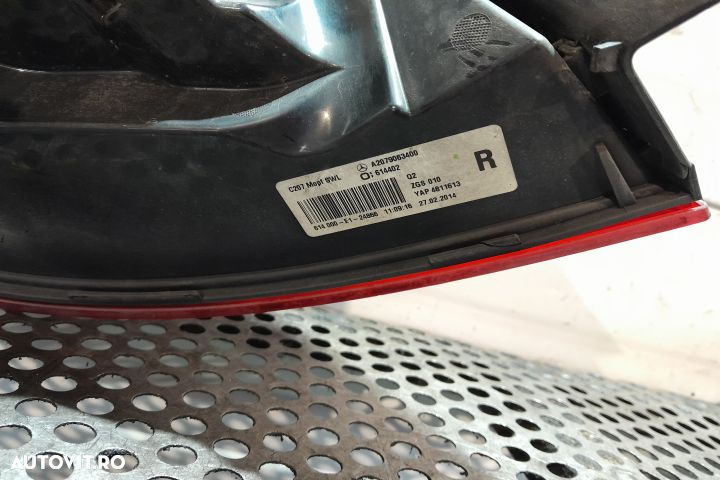 C207 Mopf SWL A2079063400
614402 Q2
ZGS 010
YAP 4811613
614 000-E1-24866 11:09:16 27.02.2014
R
AUTOVIT.RO